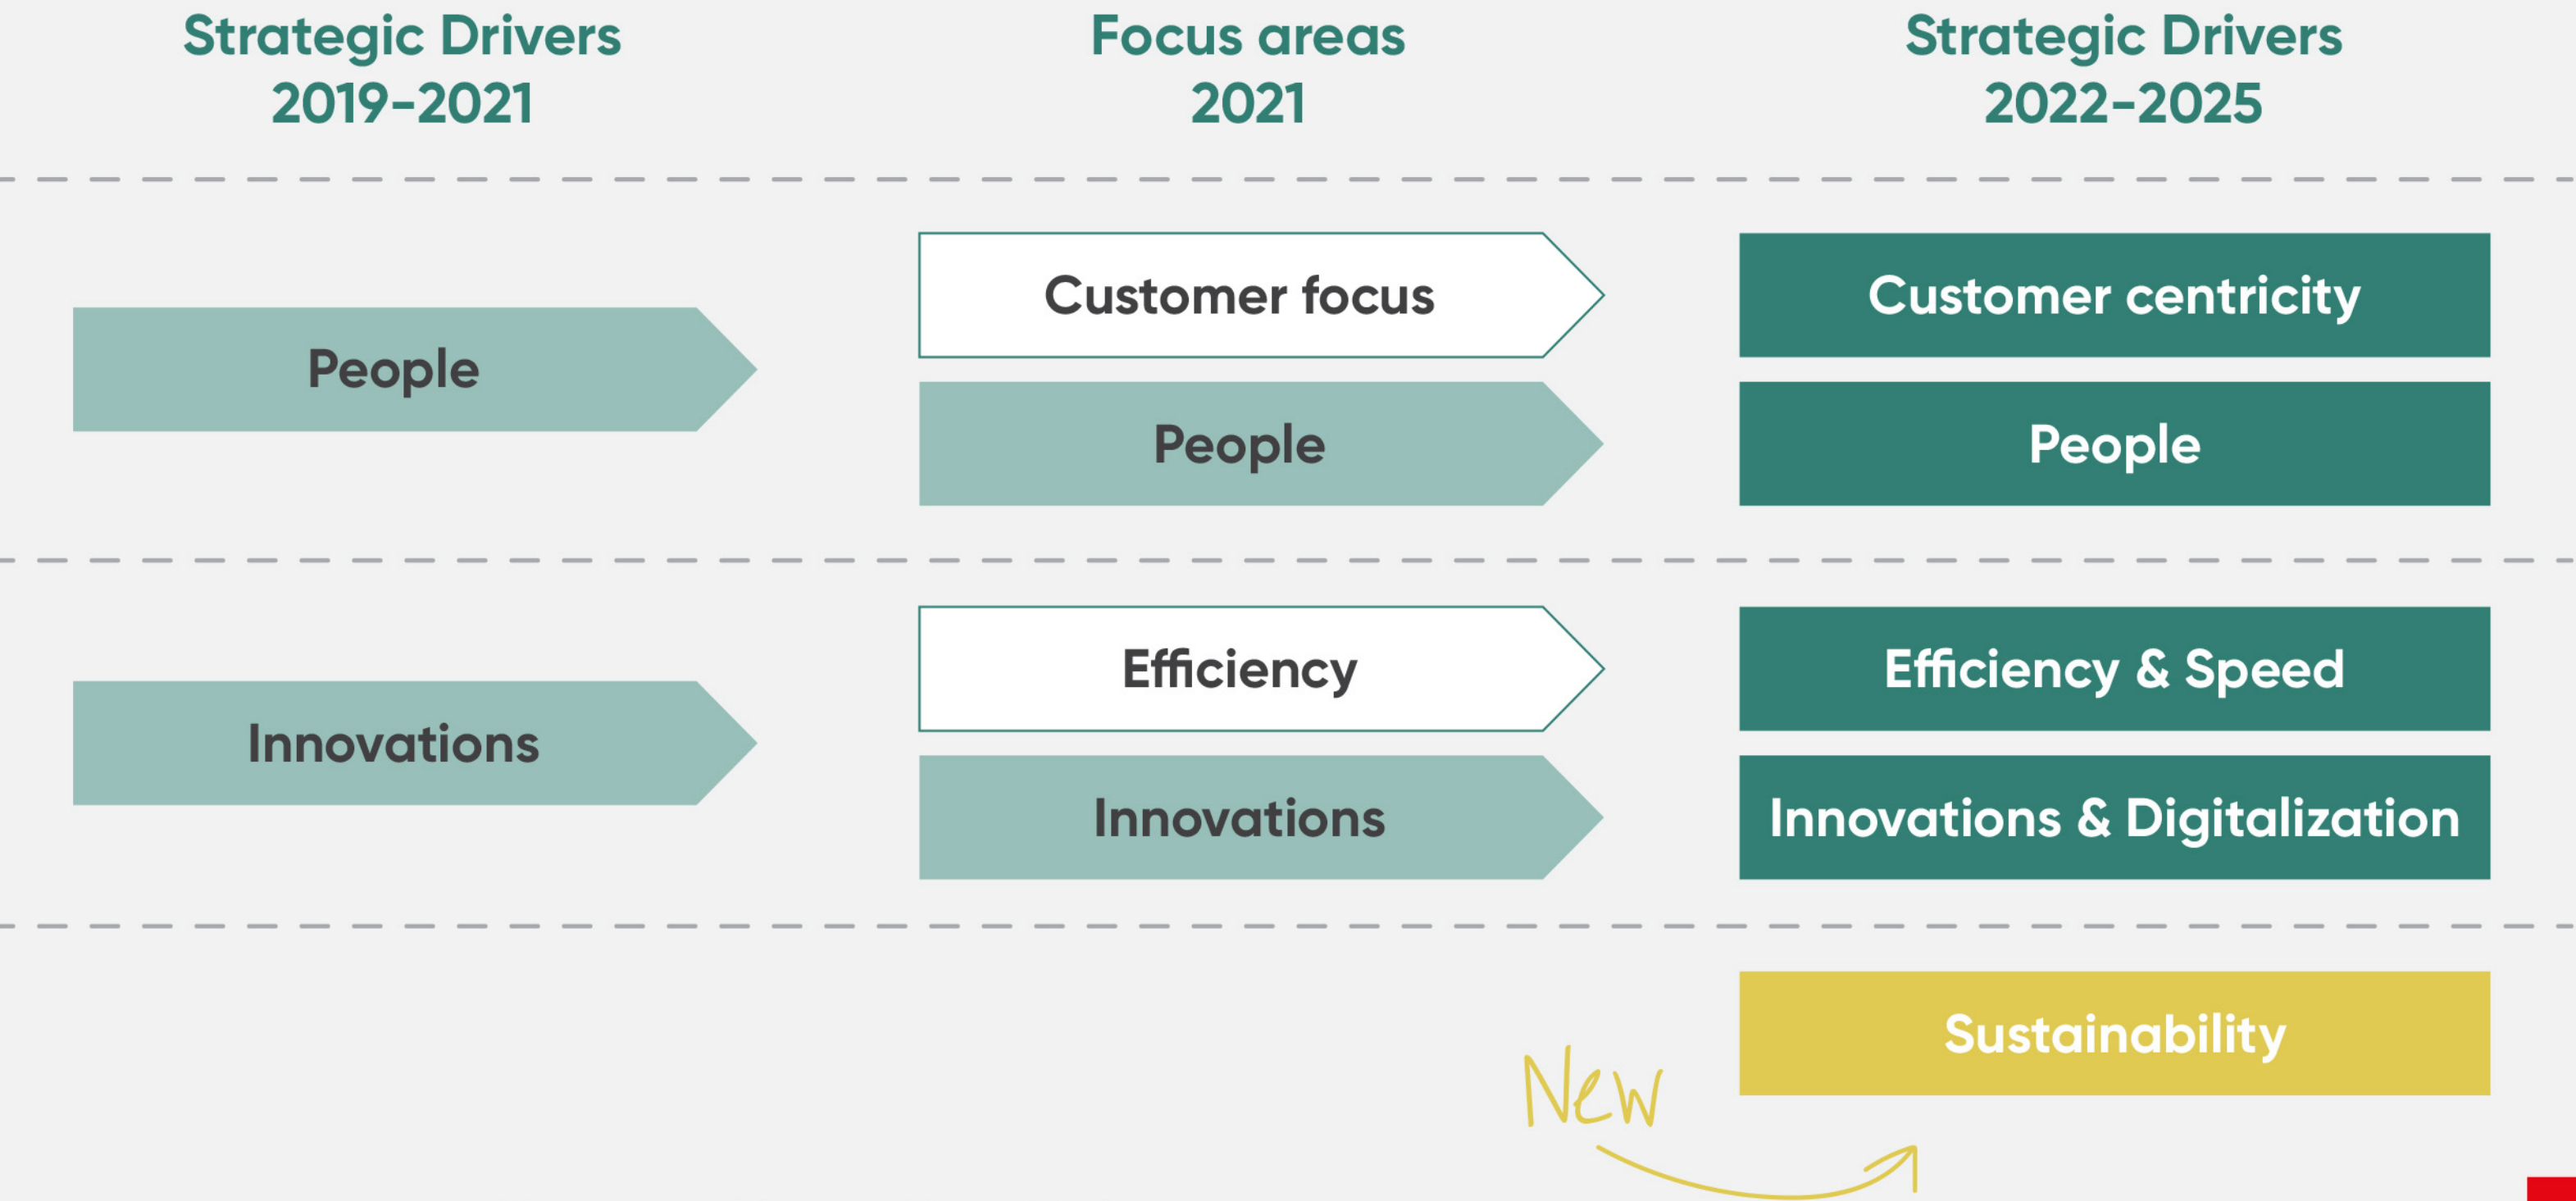 Strategic Drivers
2019-2021
Focus areas
2021
Strategic Drivers
2022-2025
People
Customer focus
People
Customer centricity
People
Innovations
Efficiency
Innovations
Efficiency & Speed
Innovations & Digitalization
New
Sustainability